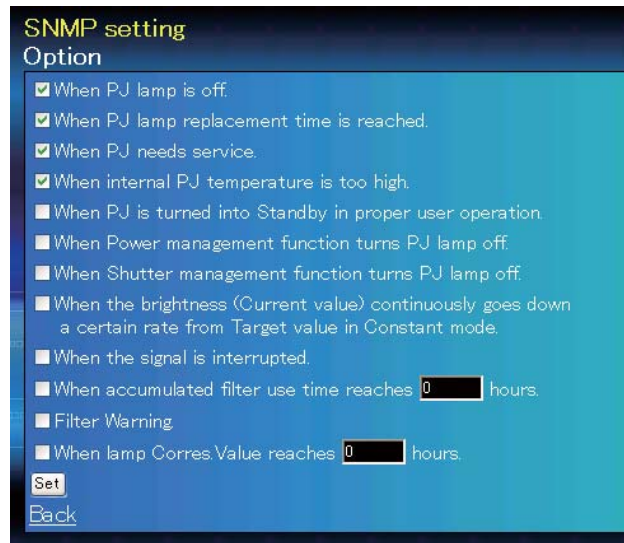 SNMP setting
Option
When PJ lamp is off.
When PJ lamp replacement time is reached.
When PJ needs service.
When internal PJ temperature is too high.
When PJ is turned into Standby in proper user operation.
When Power management function turns PJ lamp off.
When Shutter management function turns PJ lamp off.
When the brightness (Current value) continuously goes down
a certain rate from Target value in Constant mode.
When the signal is interrupted.
When accumulated filter use time reaches 0 hours.
Filter Warning
When lamp Corres.Value reaches 0 hours.
Set
Back